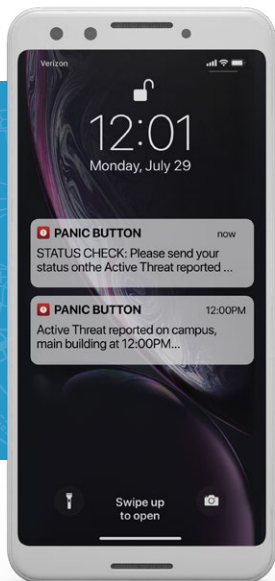 Verizon
12:01
Monday, July 29
PANIC BUTTON now
STATUS CHECK: Please send your
status onthe Active Threat reported ...
PANIC BUTTON 12:00PM
Active Threat reported on campus,
main building at 12:00PM...
Swipe up
to open